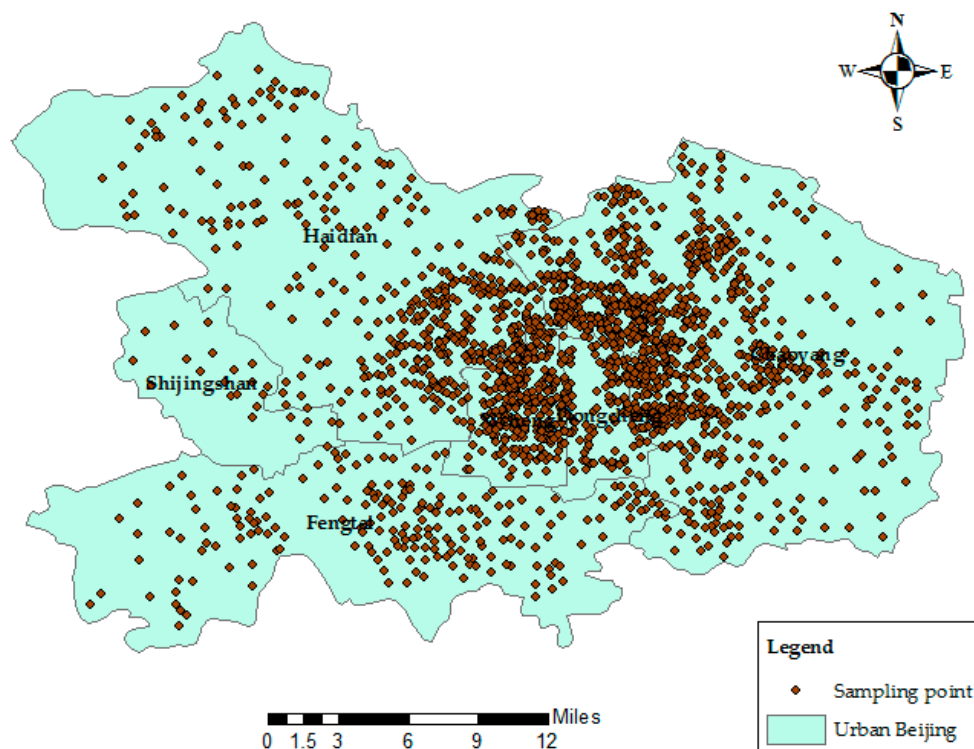 N
W E
S
Haidian
Chaoyang
Shijingshan
Dongcheng
Fengtai
Legend
Sampling point
Urban Beijing
Miles
0 1.5 3 6 9 12